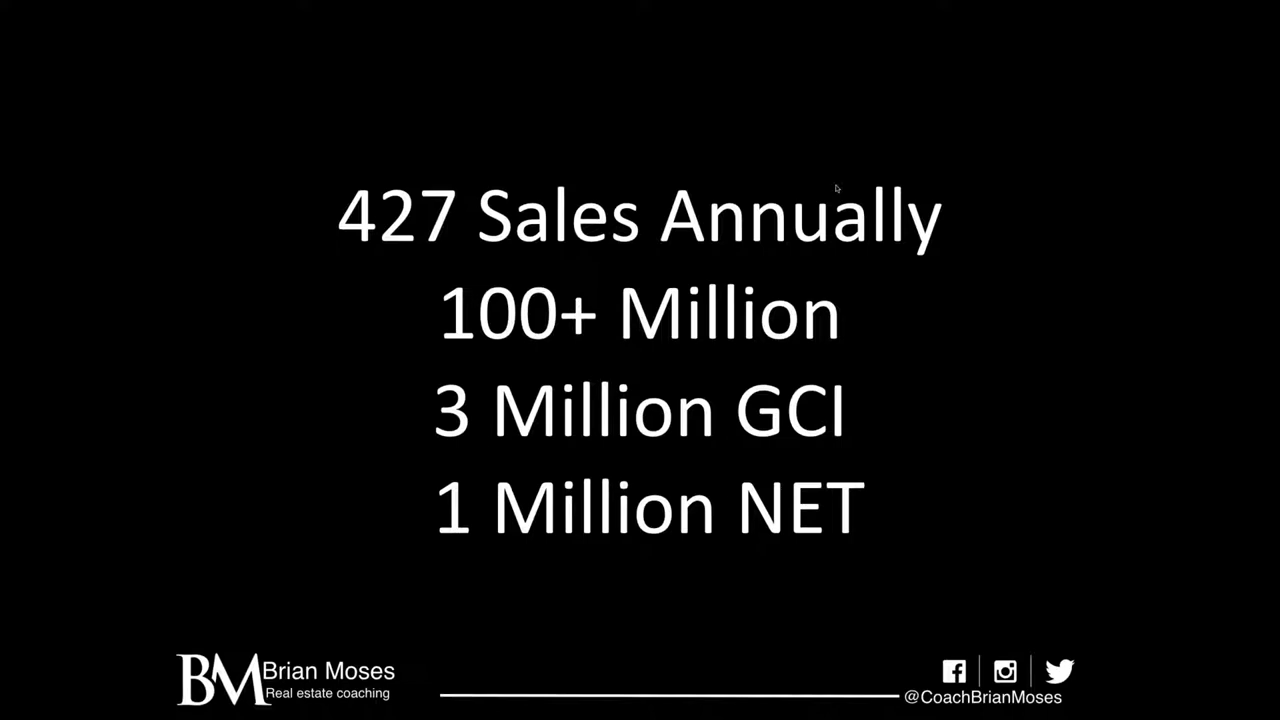 427 Sales Annually
100+ Million
3 Million GCI
1 Million NET
BM Brian Moses
Real estate coaching
@CoachBrianMoses